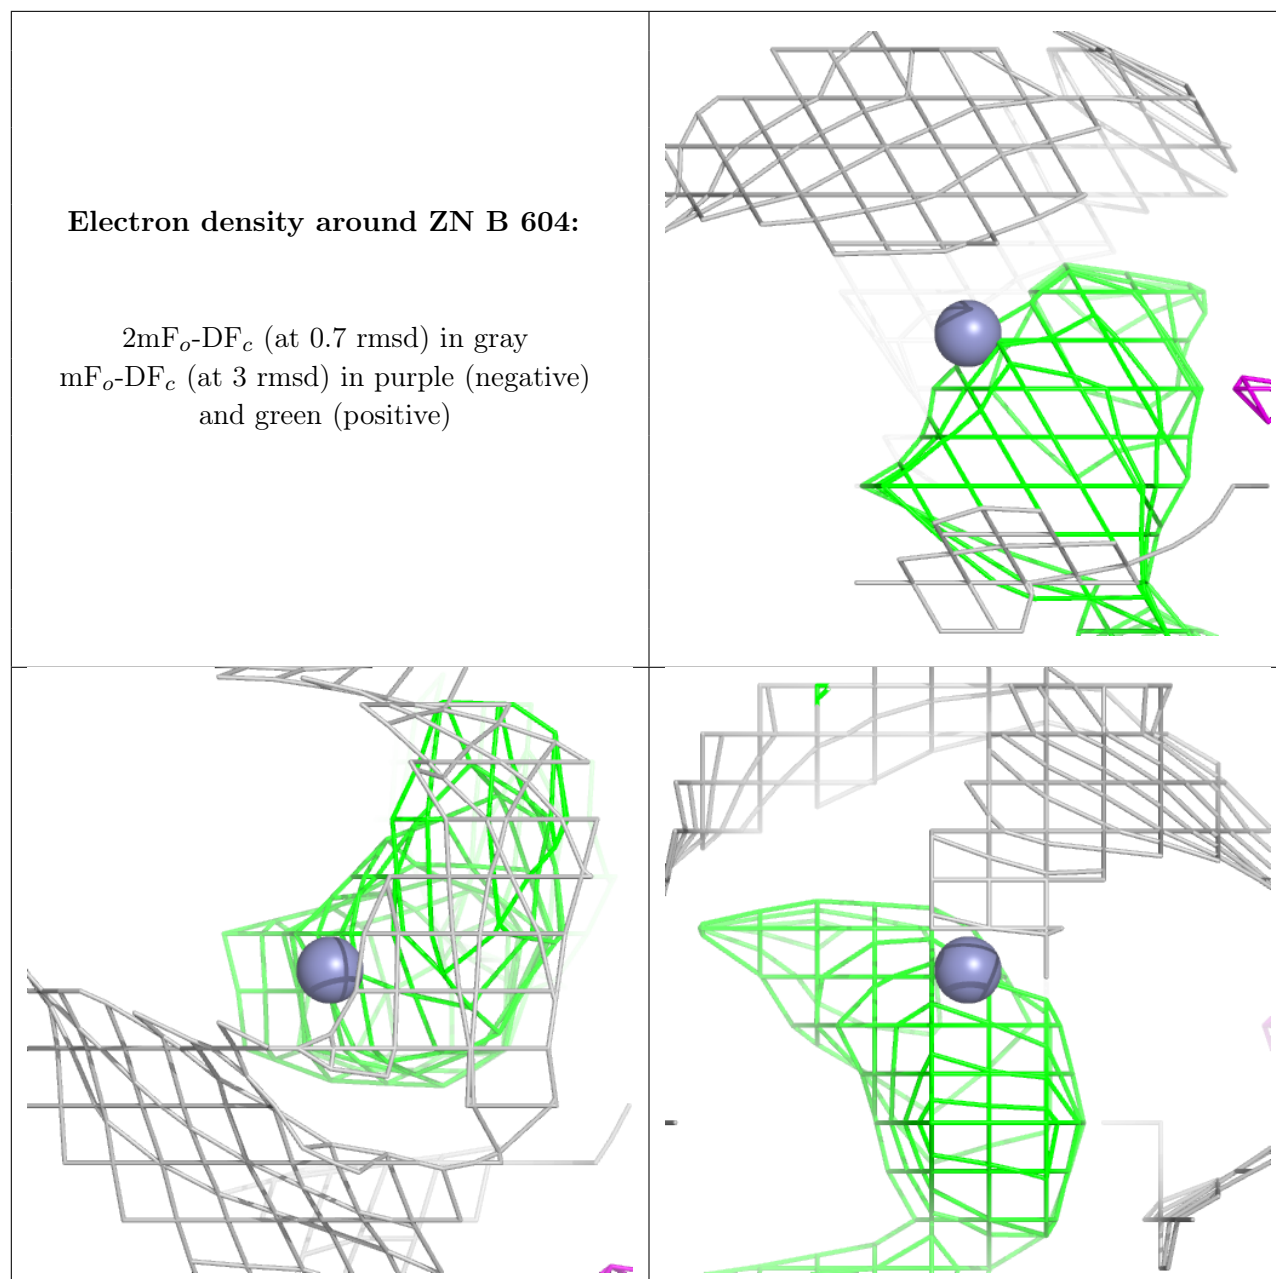 Electron density around ZN B 604:
2mFo-DFc (at 0.7 rmsd) in gray
mFo-DFc (at 3 rmsd) in purple (negative)
and green (positive)